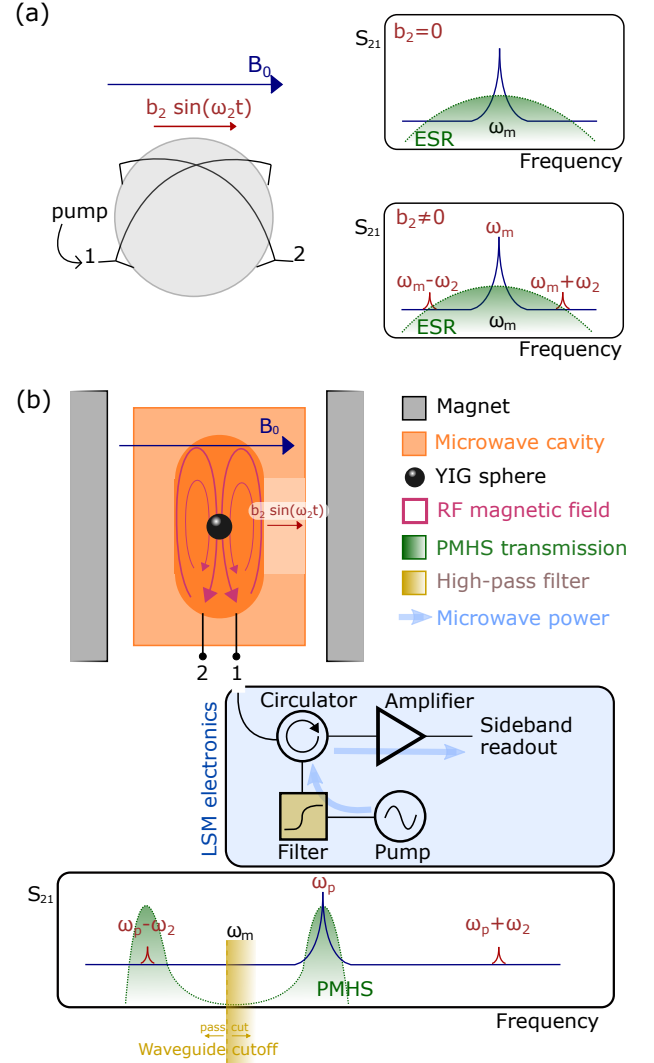 (a)
B₀
b₂ sin(ω₂t)
pump
1
2
S₂₁
b₂=0
ωₘ
ESR
Frequency
S₂₁
b₂≠0
ωₘ
ωₘ-ω₂
ωₘ+ω₂
ωₘ
ESR
Frequency
(b)
B₀
b₂ sin(ω₂t)
2
1
Magnet
Microwave cavity
YIG sphere
RF magnetic field
PMHS transmission
High-pass filter
Microwave power
LSM electronics
Circulator
Amplifier
Sideband
readout
Filter
Pump
S₂₁
ωₚ
ωₚ-ω₂
ωₘ
ωₚ+ω₂
PMHS
Frequency
pass cut
Waveguide cutoff